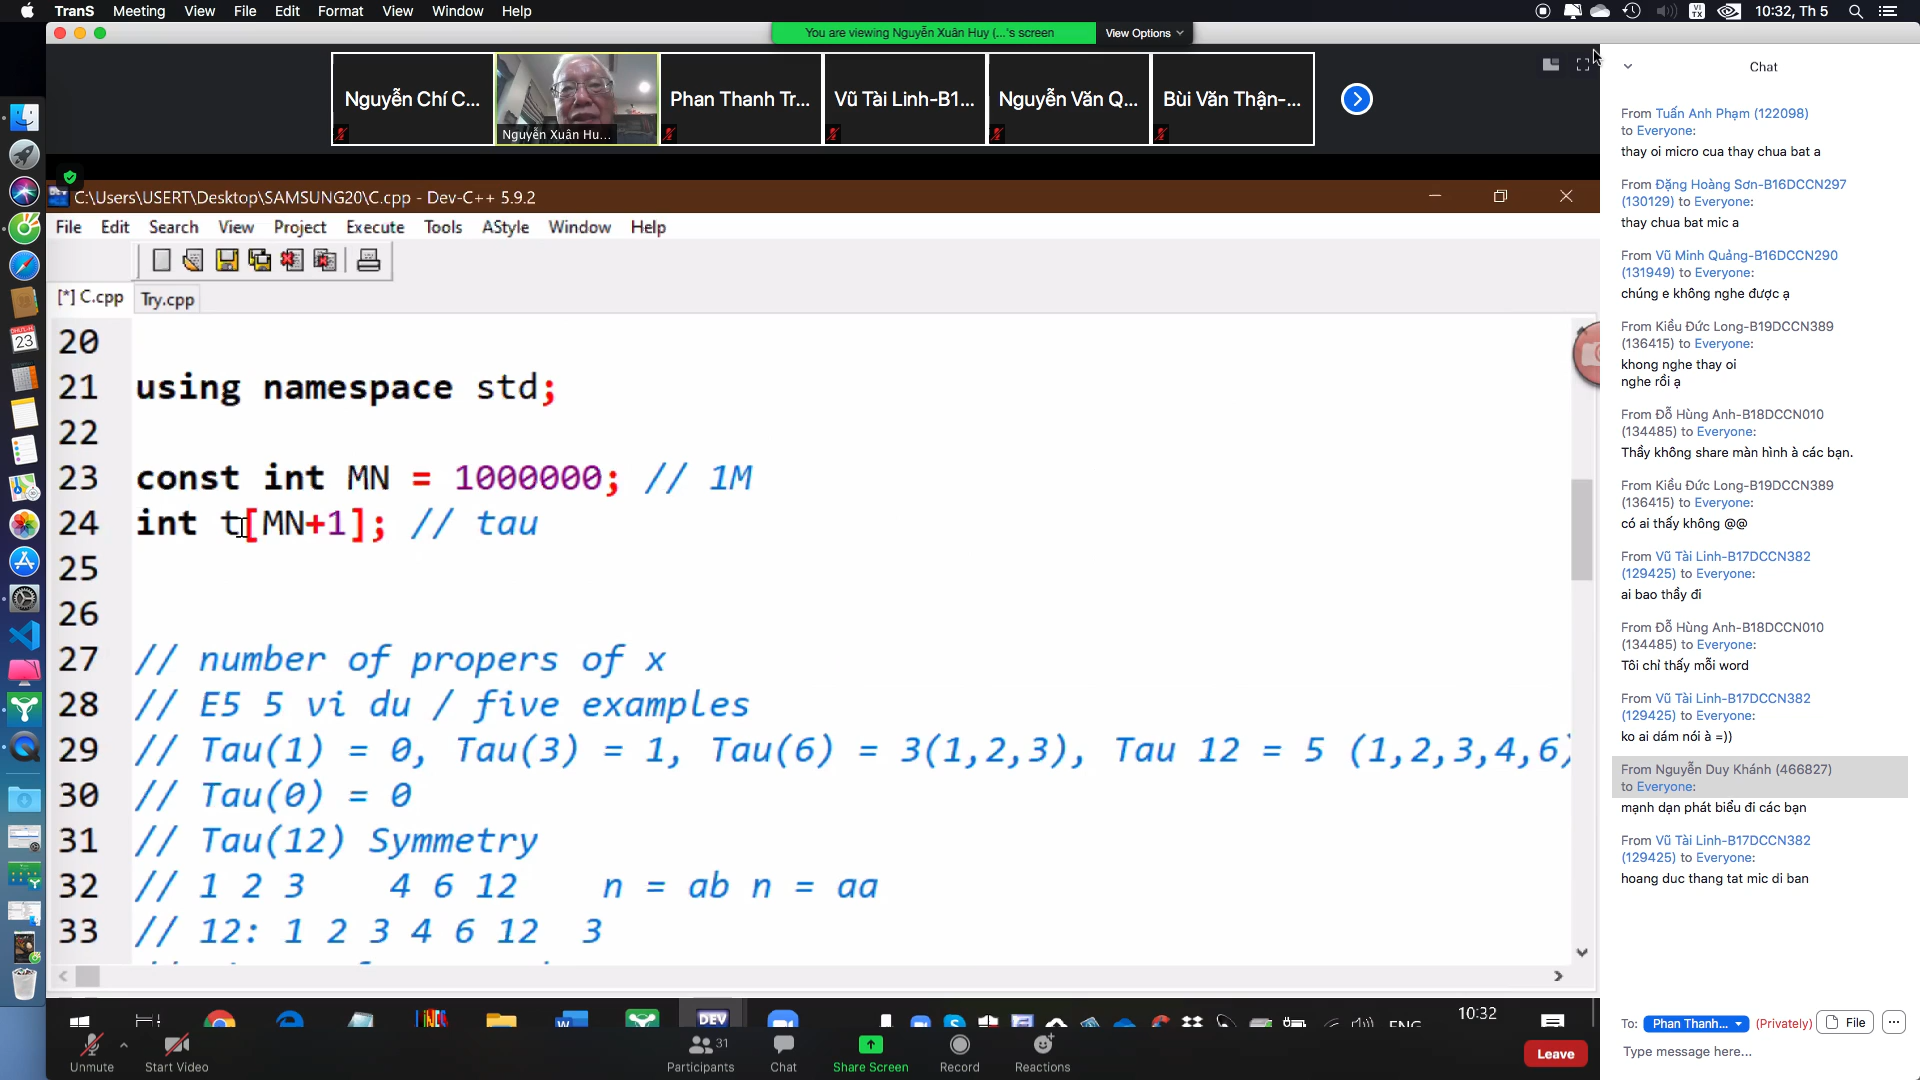 TranS Meeting View File Edit Format View Window Help
VI
TX
10:32, Th 5
You are viewing Nguyễn Xuân Huy (...'s screen
View Options
Nguyễn Chí C...
Nguyễn Xuân Hu...
Phan Thanh Tr...
Vũ Tài Linh-B1...
Nguyễn Văn Q...
Bùi Văn Thận-...
C:\Users\USERT\Desktop\SAMSUNG20\C.cpp - Dev-C++ 5.9.2
File Edit Search View Project Execute Tools AStyle Window Help
[*] C.cpp Try.cpp
20
21 using namespace std;
22
23 const int MN = 1000000; // 1M
24 int t[MN+1]; // tau
25
26
27 // number of propers of x
28 // E5 5 vi du / five examples
29 // Tau(1) = 0, Tau(3) = 1, Tau(6) = 3(1,2,3), Tau 12 = 5 (1,2,3,4,6)
30 // Tau(0) = 0
31 // Tau(12) Symmetry
32 // 1 2 3 4 6 12 n = ab n = aa
33 // 12: 1 2 3 4 6 12 3
23
DEV
ENG
10:32
Unmute
Start Video
Participants
31
Chat
Share Screen
Record
Reactions
Leave
Chat
From Tuấn Anh Phạm (122098)
to Everyone:
thay oi micro cua thay chua bat a
From Đặng Hoàng Sơn-B16DCCN297
(130129) to Everyone:
thay chua bat mic a
From Vũ Minh Quảng-B16DCCN290
(131949) to Everyone:
chúng e không nghe được ạ
From Kiều Đức Long-B19DCCN389
(136415) to Everyone:
khong nghe thay oi
nghe rồi ạ
From Đỗ Hùng Anh-B18DCCN010
(134485) to Everyone:
Thầy không share màn hình à các bạn.
From Kiều Đức Long-B19DCCN389
(136415) to Everyone:
có ai thấy không @@
From Vũ Tài Linh-B17DCCN382
(129425) to Everyone:
ai bao thầy đi
From Đỗ Hùng Anh-B18DCCN010
(134485) to Everyone:
Tôi chỉ thấy mỗi word
From Vũ Tài Linh-B17DCCN382
(129425) to Everyone:
ko ai dám nói à =))
From Nguyễn Duy Khánh (466827)
to Everyone:
mạnh dạn phát biểu đi các bạn
From Vũ Tài Linh-B17DCCN382
(129425) to Everyone:
hoang duc thang tat mic di ban
To: Phan Thanh... (Privately) File ...
Type message here...